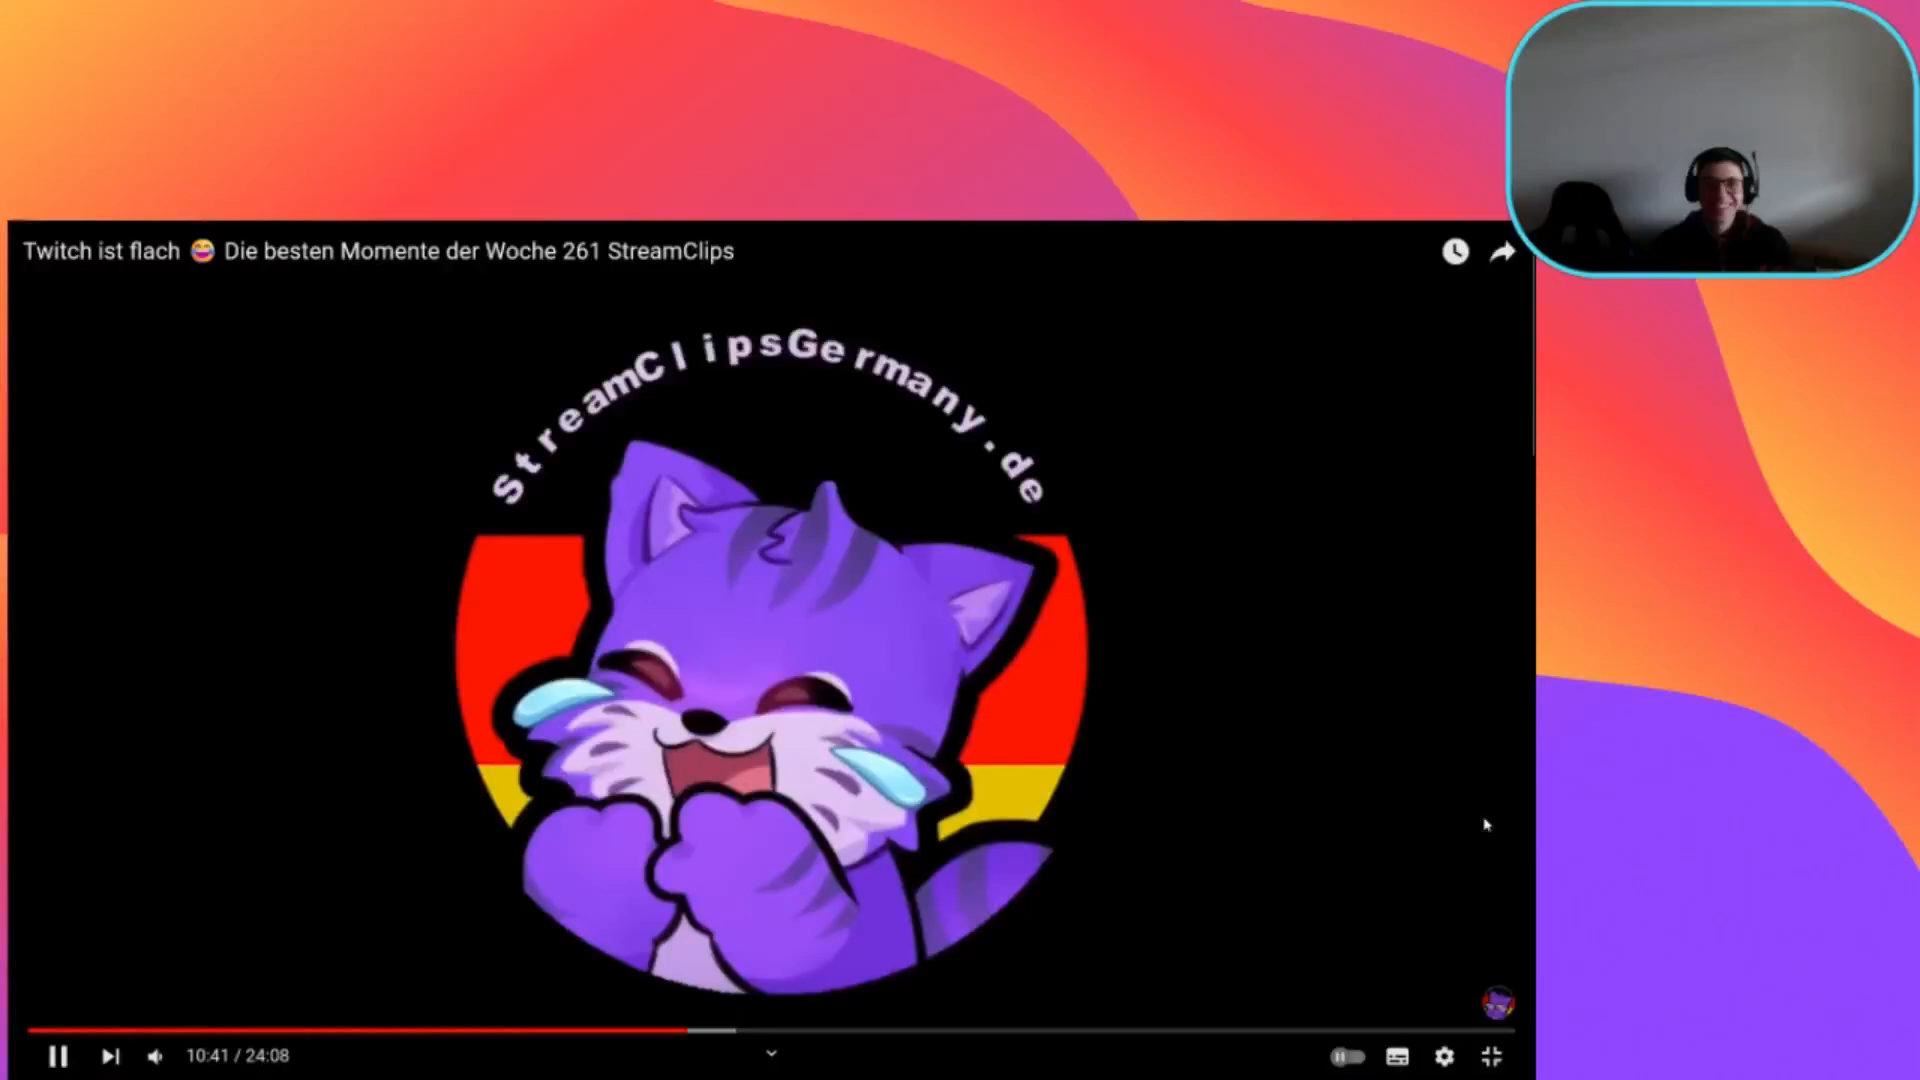 Twitch ist flach 😂 Die besten Momente der Woche 261 StreamClips
StreamClipsGermany.de
10:41 / 24:08